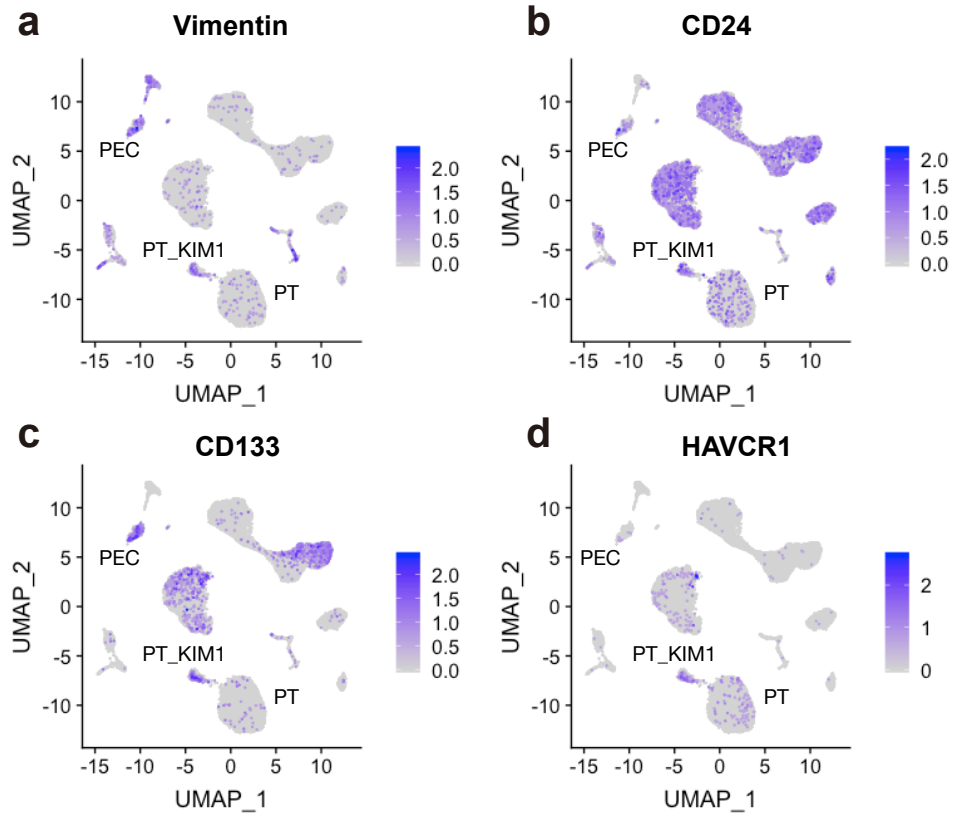 a
Vimentin
10
5
0
-5
-10
UMAP_2
PEC
PT_KIM1
PT
2.0
1.5
1.0
0.5
0.0
-15 -10 -5 0 5 10
UMAP_1
b
CD24
10
5
0
-5
-10
UMAP_2
PEC
PT_KIM1
PT
2.0
1.5
1.0
0.5
0.0
-15 -10 -5 0 5 10
UMAP_1
c
CD133
10
5
0
-5
-10
UMAP_2
PEC
PT_KIM1
PT
2.0
1.5
1.0
0.5
0.0
-15 -10 -5 0 5 10
UMAP_1
d
HAVCR1
10
5
0
-5
-10
UMAP_2
PEC
PT_KIM1
PT
2
1
0
-15 -10 -5 0 5 10
UMAP_1